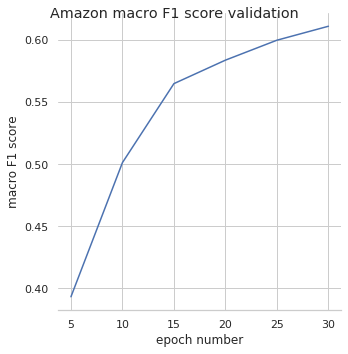 Amazon macro F1 score validation
0.60
0.55
0.50
0.45
0.40
macro F1 score
5 10 15 20 25 30
epoch number